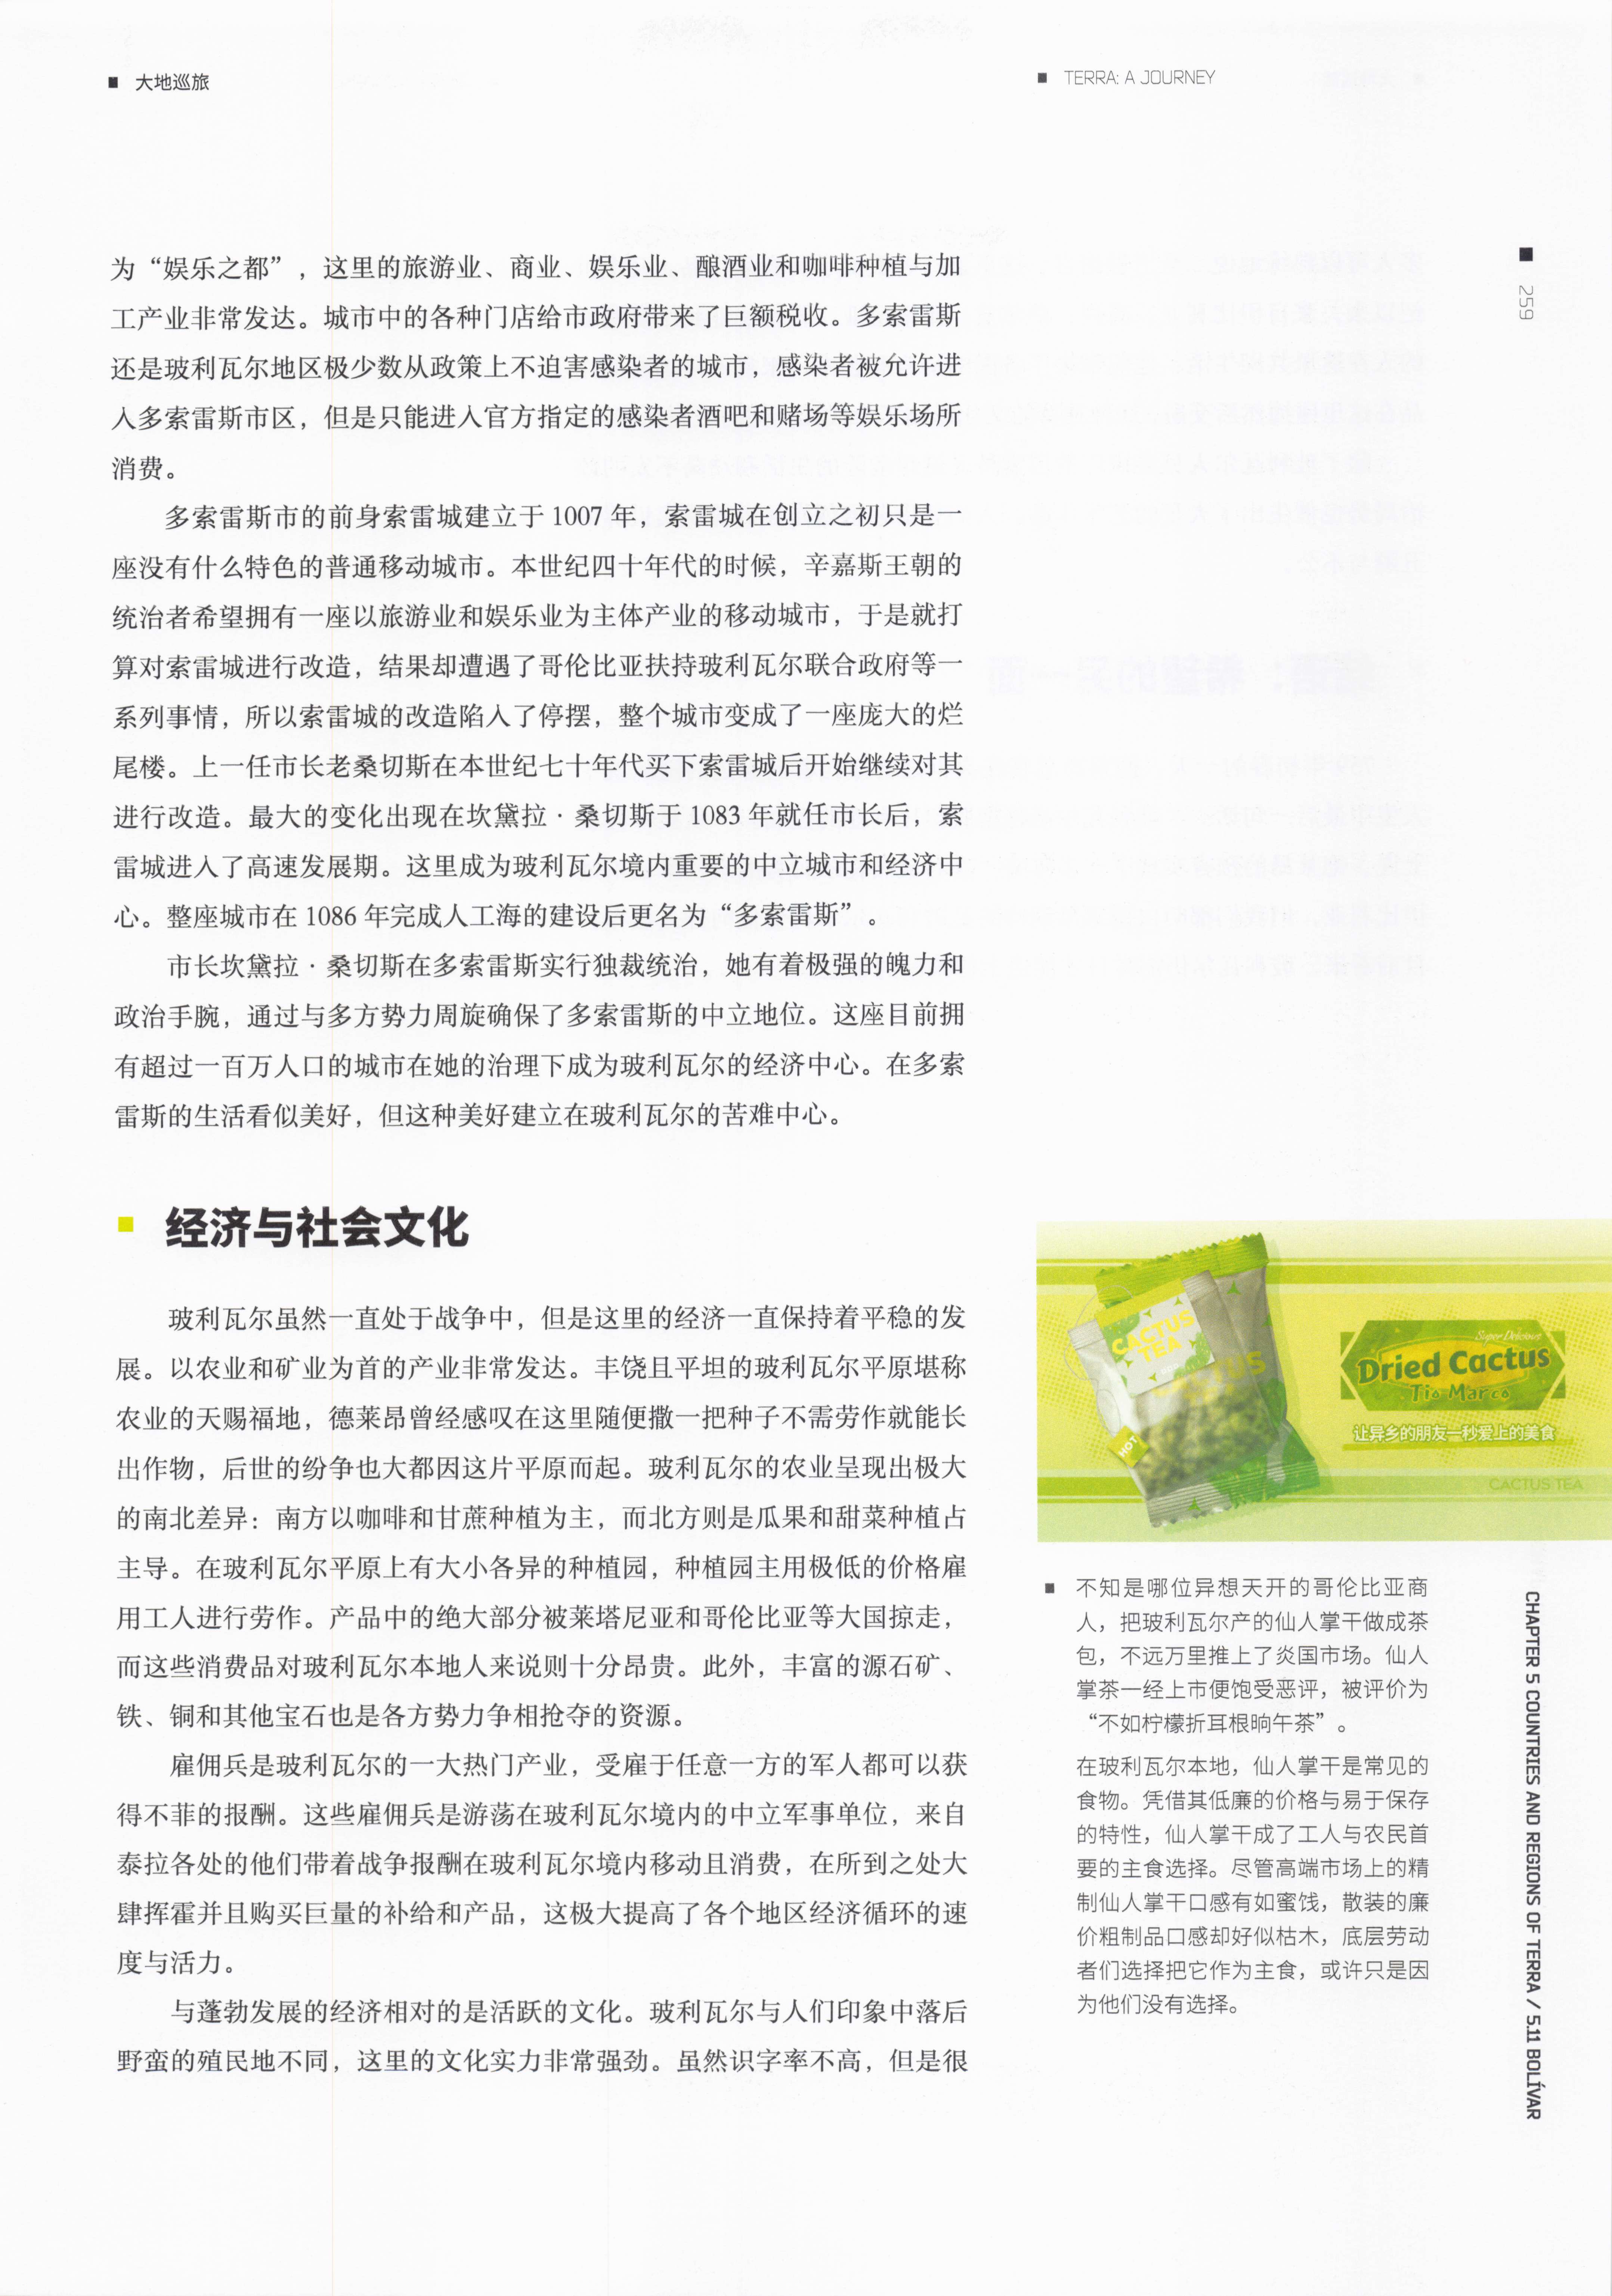 大地巡旅
TERRA: A JOURNEY
259
为“娱乐之都”，这里的旅游业、商业、娱乐业、酿酒业和咖啡种植与加
工产业非常发达。城市中的各种门店给市政府带来了巨额税收。多索雷斯
还是玻利瓦尔地区极少数从政策上不迫害感染者的城市，感染者被允许进
入多索雷斯市区，但是只能进入官方指定的感染者酒吧和赌场等娱乐场所
消费。
多索雷斯市的前身索雷城建立于 1007 年，索雷城在创立之初只是一
座没有什么特色的普通移动城市。本世纪四十年代的时候，辛嘉斯王朝的
统治者希望拥有一座以旅游业和娱乐业为主体产业的移动城市，于是就打
算对索雷城进行改造，结果却遭遇了哥伦比亚扶持玻利瓦尔联合政府等一
系列事情，所以索雷城的改造陷入了停摆，整个城市变成了一座庞大的烂
尾楼。上一任市长老桑切斯在本世纪七十年代买下索雷城后开始继续对其
进行改造。最大的变化出现在坎黛拉·桑切斯于 1083 年就任市长后，索
雷城进入了高速发展期。这里成为玻利瓦尔境内重要的中立城市和经济中
心。整座城市在 1086 年完成人工海的建设后更名为“多索雷斯”。
市长坎黛拉·桑切斯在多索雷斯实行独裁统治，她有着极强的魄力和
政治手腕，通过与多方势力周旋确保了多索雷斯的中立地位。这座目前拥
有超过一百万人口的城市在她的治理下成为玻利瓦尔的经济中心。在多索
雷斯的生活看似美好，但这种美好建立在玻利瓦尔的苦难中心。
经济与社会文化
玻利瓦尔虽然一直处于战争中，但是这里的经济一直保持着平稳的发
展。以农业和矿业为首的产业非常发达。丰饶且平坦的玻利瓦尔平原堪称
农业的天赐福地，德莱昂曾经感叹在这里随便撒一把种子不需劳作就能长
出作物，后世的纷争也大都因这片平原而起。玻利瓦尔的农业呈现出极大
的南北差异：南方以咖啡和甘蔗种植为主，而北方则是瓜果和甜菜种植占
主导。在玻利瓦尔平原上有大小各异的种植园，种植园主用极低的价格雇
用工人进行劳作。产品中的绝大部分被莱塔尼亚和哥伦比亚等大国掠走，
而这些消费品对玻利瓦尔本地人来说则十分昂贵。此外，丰富的源石矿、
铁、铜和其他宝石也是各方势力争相抢夺的资源。
雇佣兵是玻利瓦尔的一大热门产业，受雇于任意一方的军人都可以获
得不菲的报酬。这些雇佣兵是游荡在玻利瓦尔境内的中立军事单位，来自
泰拉各处的他们带着战争报酬在玻利瓦尔境内移动且消费，在所到之处大
肆挥霍并且购买巨量的补给和产品，这极大提高了各个地区经济循环的速
度与活力。
与蓬勃发展的经济相对的是活跃的文化。玻利瓦尔与人们印象中落后
野蛮的殖民地不同，这里的文化实力非常强劲。虽然识字率不高，但是很
CACTUS
TEA
CACTUS
HOT
Super Delicious
Dried Cactus
Tio Marco
让异乡的朋友一秒爱上的美食
CACTUS TEA
不知是哪位异想天开的哥伦比亚商
人，把玻利瓦尔产的仙人掌干做成茶
包，不远万里推上了炎国市场。仙人
掌茶一经上市便饱受恶评，被评价为
“不如柠檬折耳根晌午茶”。
在玻利瓦尔本地，仙人掌干是常见的
食物。凭借其低廉的价格与易于保存
的特性，仙人掌干成了工人与农民首
要的主食选择。尽管高端市场上的精
制仙人掌干口感有如蜜饯，散装的廉
价粗制品口感却好似枯木，底层劳动
者们选择把它作为主食，或许只是因
为他们没有选择。
CHAPTER 5 COUNTRIES AND REGIONS OF TERRA / 5.11 BOLÍVAR